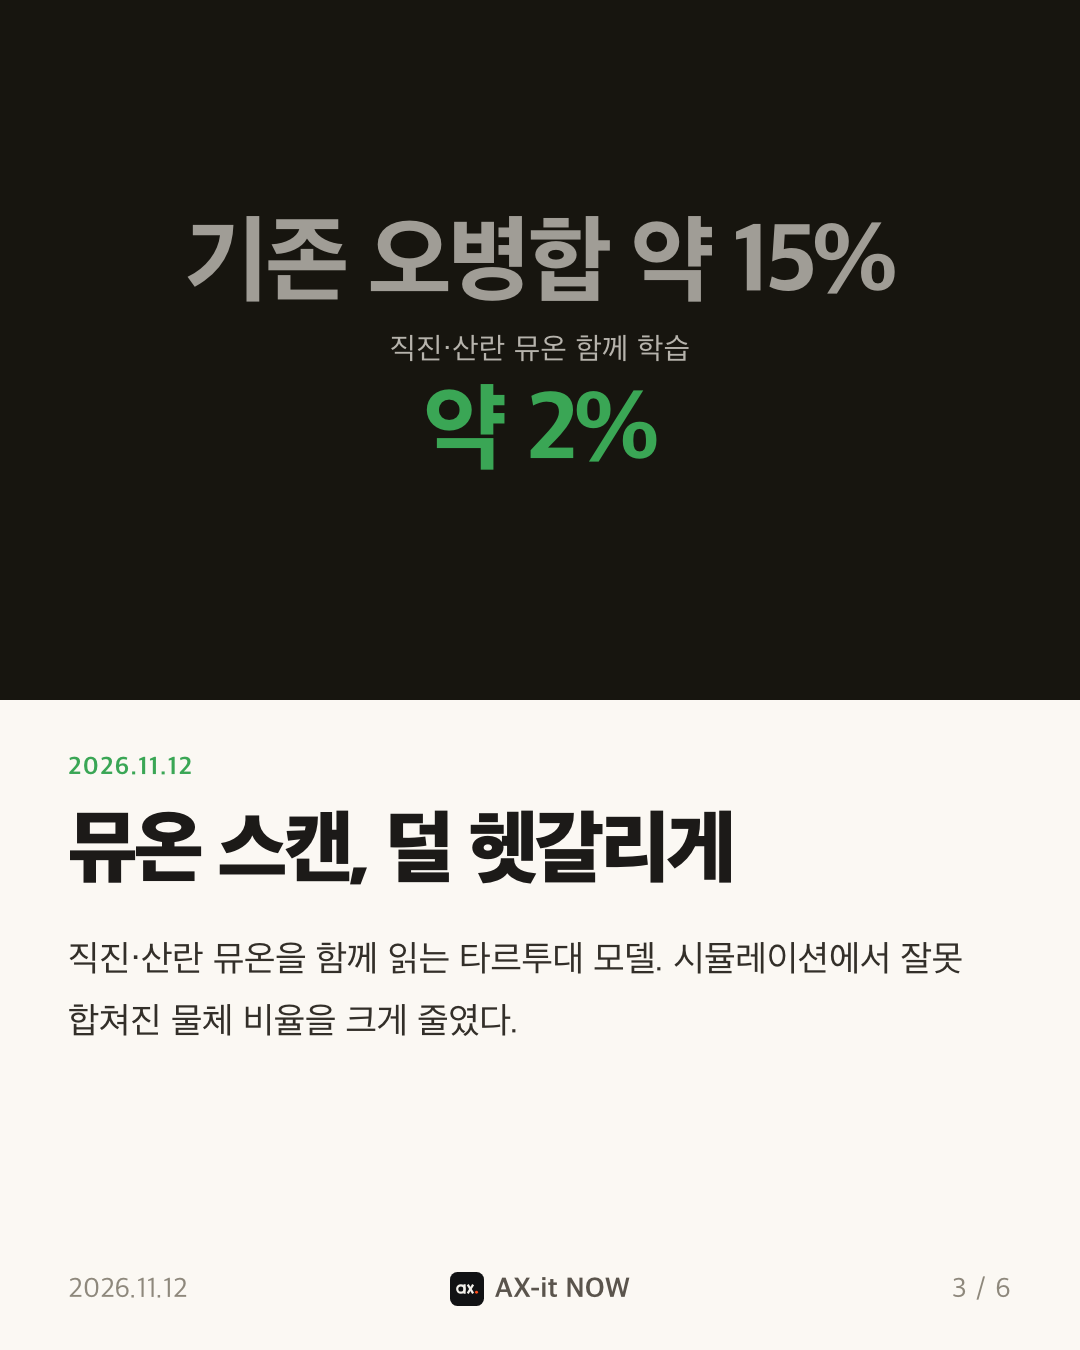 기존 오병합 약 15%
직진·산란 뮤온 함께 학습
약 2%
2026.11.12
뮤온 스캔, 덜 헷갈리게
직진·산란 뮤온을 함께 읽는 타르투대 모델. 시뮬레이션에서 잘못
합쳐진 물체 비율을 크게 줄였다.
2026.11.12
ax. AX-it NOW
3 / 6